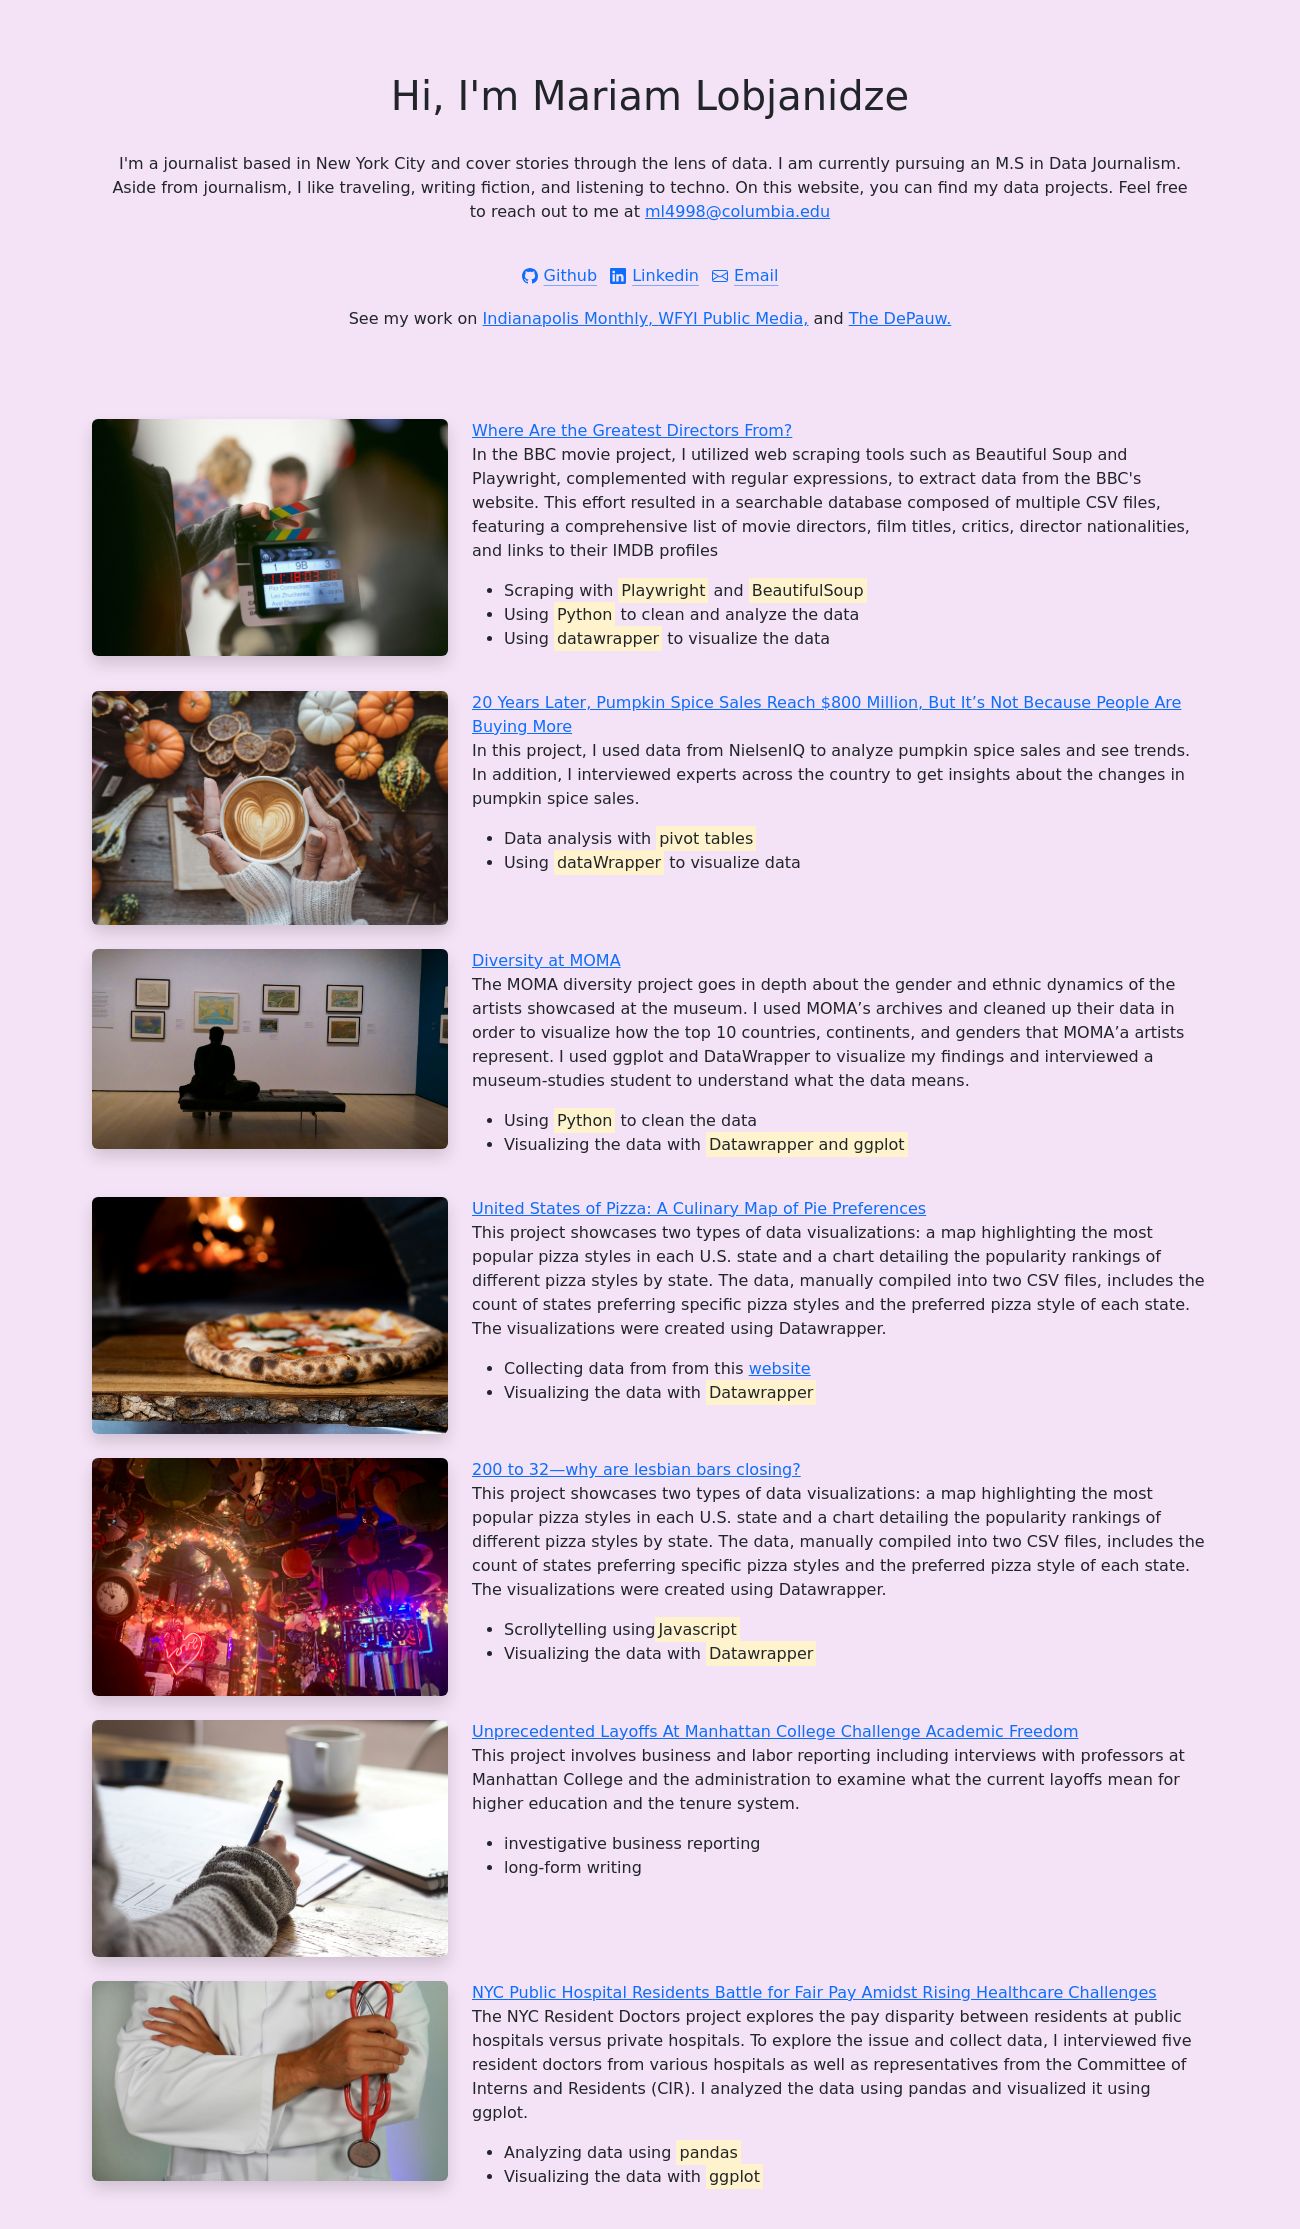 Hi, I'm Mariam Lobjanidze
I'm a journalist based in New York City and cover stories through the lens of data. I am currently pursuing an M.S in Data Journalism.
Aside from journalism, I like traveling, writing fiction, and listening to techno. On this website, you can find my data projects. Feel free
to reach out to me at ml4998@columbia.edu
Github Linkedin Email
See my work on Indianapolis Monthly, WFYI Public Media, and The DePauw.
Where Are the Greatest Directors From?
In the BBC movie project, I utilized web scraping tools such as Beautiful Soup and
Playwright, complemented with regular expressions, to extract data from the BBC's
website. This effort resulted in a searchable database composed of multiple CSV files,
featuring a comprehensive list of movie directors, film titles, critics, director nationalities,
and links to their IMDB profiles
• Scraping with Playwright and BeautifulSoup
• Using Python to clean and analyze the data
• Using datawrapper to visualize the data
20 Years Later, Pumpkin Spice Sales Reach $800 Million, But It’s Not Because People Are
Buying More
In this project, I used data from NielsenIQ to analyze pumpkin spice sales and see trends.
In addition, I interviewed experts across the country to get insights about the changes in
pumpkin spice sales.
• Data analysis with pivot tables
• Using dataWrapper to visualize data
Diversity at MOMA
The MOMA diversity project goes in depth about the gender and ethnic dynamics of the
artists showcased at the museum. I used MOMA’s archives and cleaned up their data in
order to visualize how the top 10 countries, continents, and genders that MOMA’a artists
represent. I used ggplot and DataWrapper to visualize my findings and interviewed a
museum-studies student to understand what the data means.
• Using Python to clean the data
• Visualizing the data with Datawrapper and ggplot
United States of Pizza: A Culinary Map of Pie Preferences
This project showcases two types of data visualizations: a map highlighting the most
popular pizza styles in each U.S. state and a chart detailing the popularity rankings of
different pizza styles by state. The data, manually compiled into two CSV files, includes the
count of states preferring specific pizza styles and the preferred pizza style of each state.
The visualizations were created using Datawrapper.
• Collecting data from from this website
• Visualizing the data with Datawrapper
200 to 32—why are lesbian bars closing?
This project showcases two types of data visualizations: a map highlighting the most
popular pizza styles in each U.S. state and a chart detailing the popularity rankings of
different pizza styles by state. The data, manually compiled into two CSV files, includes the
count of states preferring specific pizza styles and the preferred pizza style of each state.
The visualizations were created using Datawrapper.
• Scrollytelling using Javascript
• Visualizing the data with Datawrapper
Unprecedented Layoffs At Manhattan College Challenge Academic Freedom
This project involves business and labor reporting including interviews with professors at
Manhattan College and the administration to examine what the current layoffs mean for
higher education and the tenure system.
• investigative business reporting
• long-form writing
NYC Public Hospital Residents Battle for Fair Pay Amidst Rising Healthcare Challenges
The NYC Resident Doctors project explores the pay disparity between residents at public
hospitals versus private hospitals. To explore the issue and collect data, I interviewed five
resident doctors from various hospitals as well as representatives from the Committee of
Interns and Residents (CIR). I analyzed the data using pandas and visualized it using
ggplot.
• Analyzing data using pandas
• Visualizing the data with ggplot